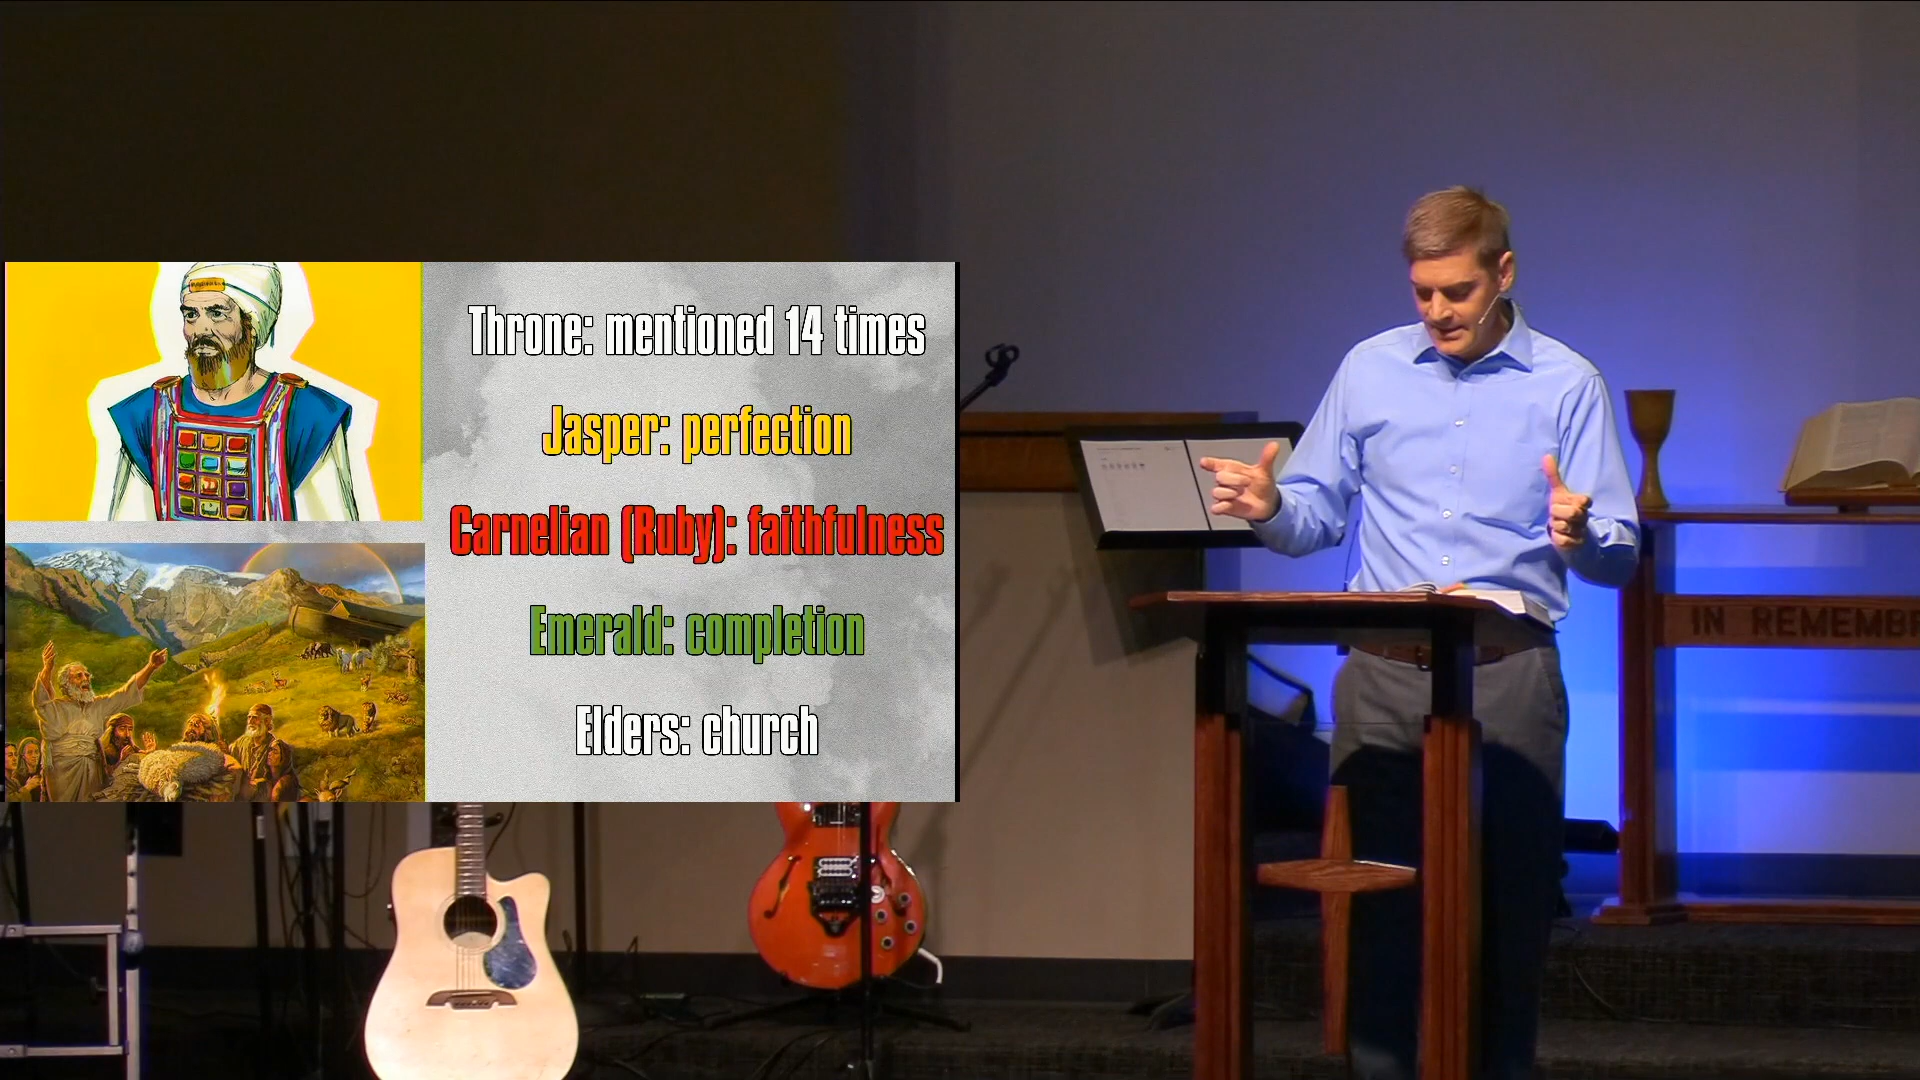 Throne: mentioned 14 times
Jasper: perfection
Carnelian (Ruby): faithfulness
Emerald: completion
Elders: church
IN REMEMBR